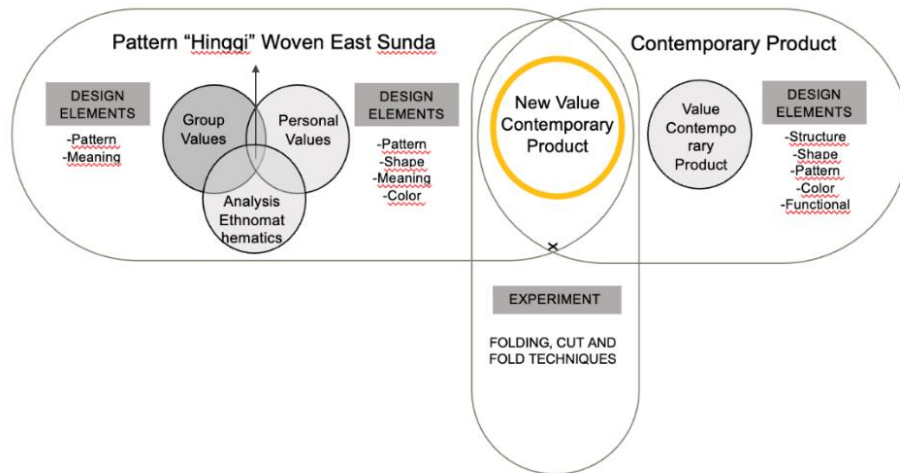 Pattern "Hingqi" Woven East Sunda
DESIGN
ELEMENTS
-Pattern
-Meaning
Group
Values
Personal
Values
Analysis
Ethnomat
hematics
DESIGN
ELEMENTS
-Pattern
-Shape
-Meaning
-Color
New Value
Contemporary
Product
x
Contemporary Product
Value
Contempo
rary
Product
DESIGN
ELEMENTS
-Structure
-Shape
-Pattern
-Color
-Functional
EXPERIMENT
FOLDING, CUT AND
FOLD TECHNIQUES